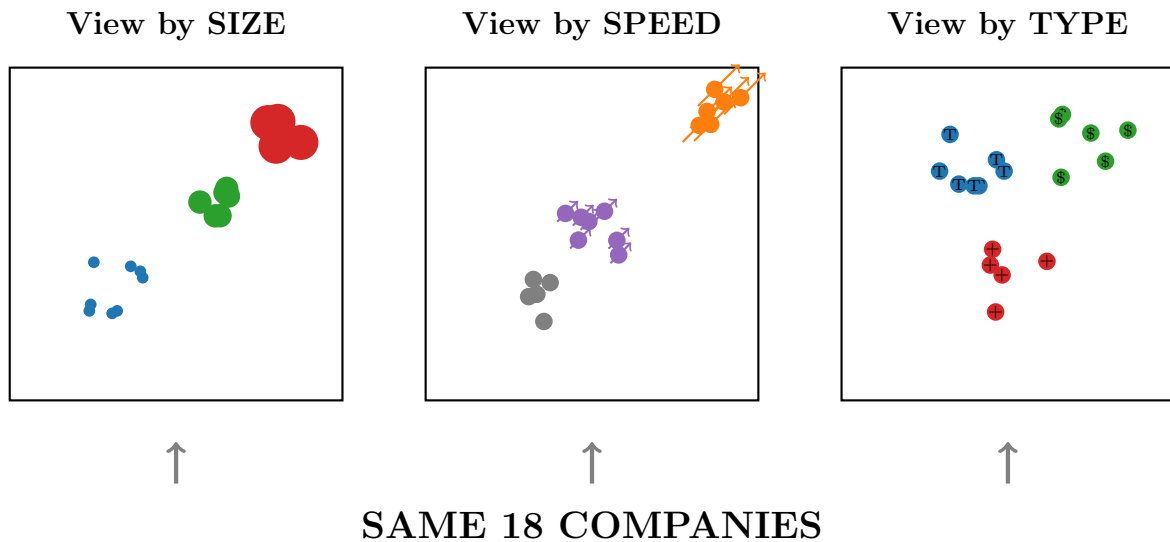 View by SIZE
View by SPEED
View by TYPE
T
T
T
T
T
T
T
$
$
$
$
$
$
+
+
+
+
+
SAME 18 COMPANIES